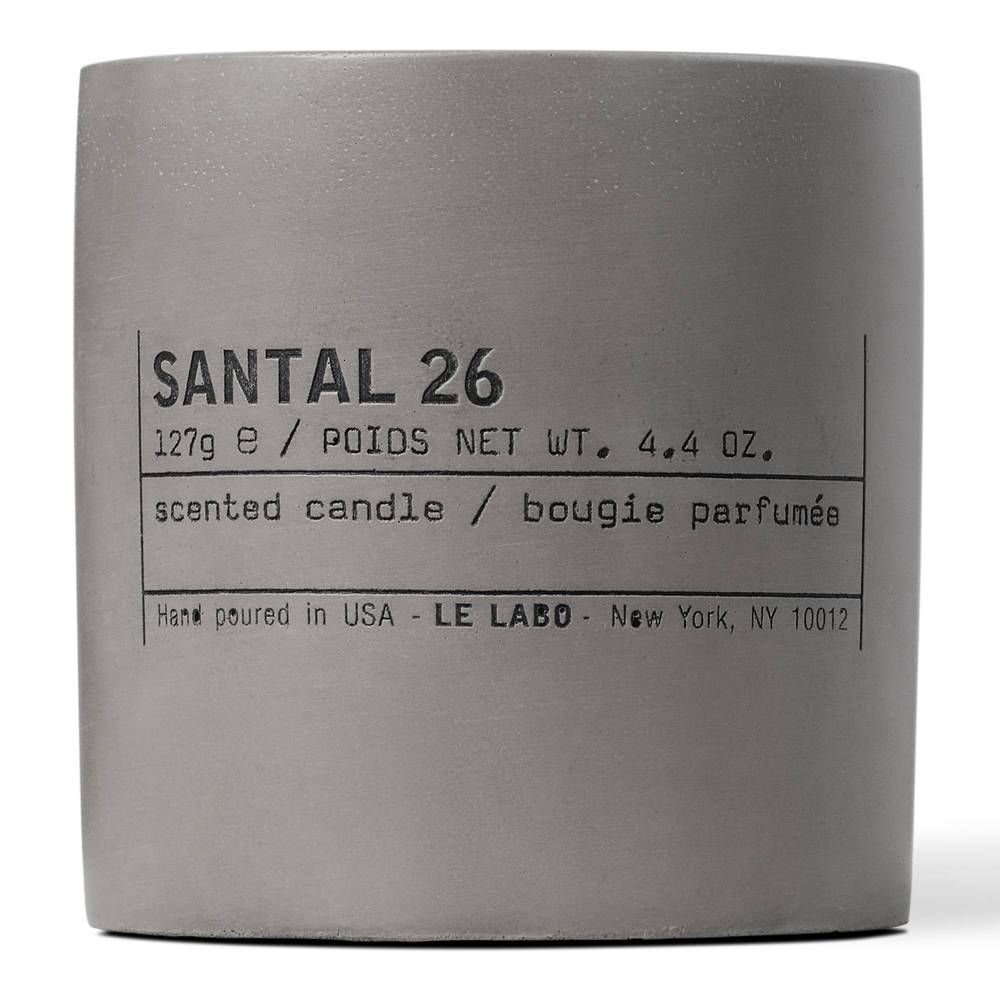 SANTAL 26
127g ℮ / POIDS NET WT. 4.4 OZ.
scented candle / bougie parfumée
Hand poured in USA - LE LABO - New York, NY 10012